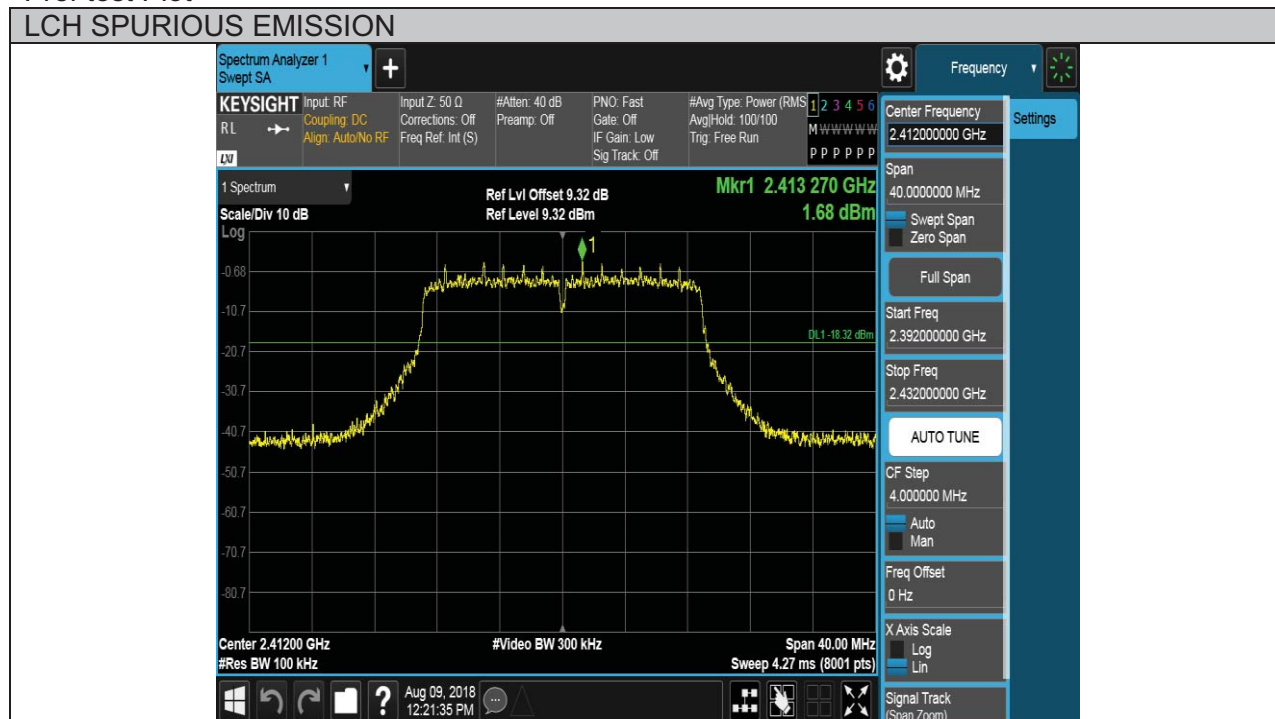 LCH SPURIOUS EMISSION
Spectrum Analyzer 1
Swept SA
+
Frequency
KEYSIGHT
RL
LXI
Input: RF
Coupling: DC
Align: Auto/No RF
Input Z: 50 Ω
Corrections: Off
Freq Ref: Int (S)
#Atten: 40 dB
Preamp: Off
PNO: Fast
Gate: Off
IF Gain: Low
Sig Track: Off
#Avg Type: Power (RMS
Avg|Hold: 100/100
Trig: Free Run
1 2 3 4 5 6
M W W W W W
P P P P P P
Center Frequency
2.412000000 GHz
Settings
1 Spectrum
Scale/Div 10 dB
Ref Lvl Offset 9.32 dB
Ref Level 9.32 dBm
Mkr1 2.413 270 GHz
1.68 dBm
Log
1
-0.68
-10.7
DL1 -18.32 dBm
-20.7
-30.7
-40.7
-50.7
-60.7
-70.7
-80.7
Center 2.41200 GHz
#Res BW 100 kHz
#Video BW 300 kHz
Span 40.00 MHz
Sweep 4.27 ms (8001 pts)
Span
40.0000000 MHz
Swept Span
Zero Span
Full Span
Start Freq
2.392000000 GHz
Stop Freq
2.432000000 GHz
AUTO TUNE
CF Step
4.000000 MHz
Auto
Man
Freq Offset
0 Hz
X Axis Scale
Log
Lin
Signal Track
(Span Zoom)
?
Aug 09, 2018
12:21:35 PM